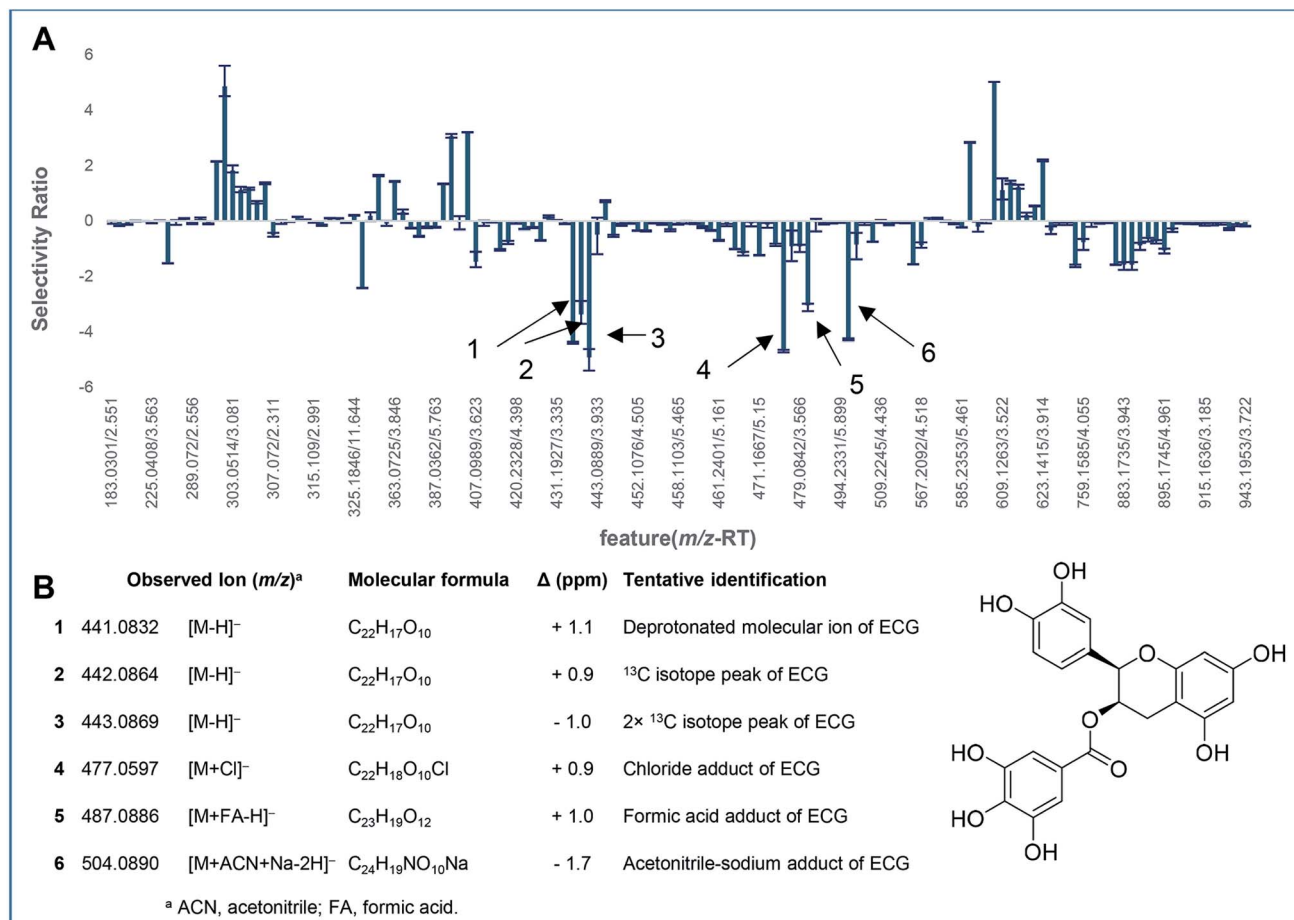 A
6
4
2
0
-2
-4
-6
Selectivity Ratio
1
2
3
4
5
6
183.0301/2.551
225.0408/3.563
289.072/2.556
303.0514/3.081
307.072/2.311
315.109/2.991
325.1846/11.644
363.0725/3.846
387.0362/5.763
407.0989/3.623
420.2328/4.398
431.1927/3.335
443.0889/3.933
452.1076/4.505
458.1103/5.465
461.2401/5.161
471.1667/5.15
479.0842/3.566
494.2331/5.899
509.2245/4.436
567.2092/4.518
585.2353/5.461
609.1263/3.522
623.1415/3.914
759.1585/4.055
883.1735/3.943
895.1745/4.961
915.1636/3.185
943.1953/3.722
feature(m/z-RT)
B
Observed Ion (m/z)ᵃ Molecular formula Δ (ppm) Tentative identification
1 441.0832 [M-H]⁻ C₂₂H₁₇O₁₀ + 1.1 Deprotonated molecular ion of ECG
2 442.0864 [M-H]⁻ C₂₂H₁₇O₁₀ + 0.9 ¹³C isotope peak of ECG
3 443.0869 [M-H]⁻ C₂₂H₁₇O₁₀ - 1.0 2× ¹³C isotope peak of ECG
4 477.0597 [M+Cl]⁻ C₂₂H₁₈O₁₀Cl + 0.9 Chloride adduct of ECG
5 487.0886 [M+FA-H]⁻ C₂₃H₁₉O₁₂ + 1.0 Formic acid adduct of ECG
6 504.0890 [M+ACN+Na-2H]⁻ C₂₄H₁₉NO₁₀Na - 1.7 Acetonitrile-sodium adduct of ECG
ᵃ ACN, acetonitrile; FA, formic acid.
OH
HO
O
OH
O
OH
HO
O
HO
OH